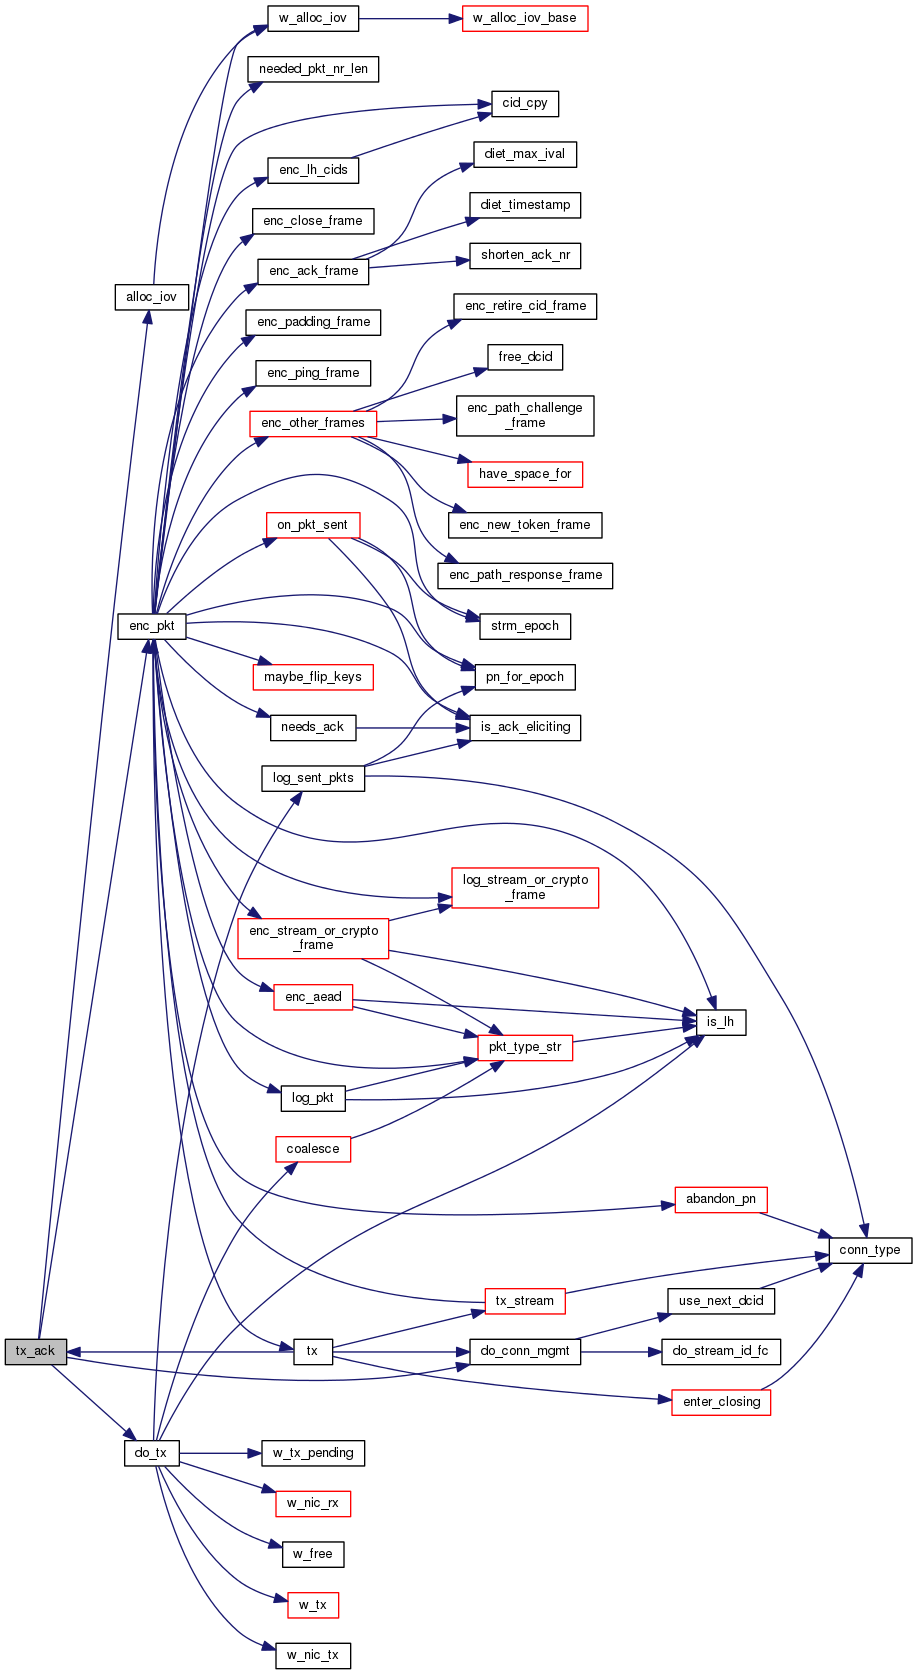 w_alloc_iov
w_alloc_iov_base
needed_pkt_nr_len
cid_cpy
enc_lh_cids
diet_max_ival
diet_timestamp
enc_close_frame
shorten_ack_nr
enc_ack_frame
alloc_iov
enc_retire_cid_frame
enc_padding_frame
free_dcid
enc_ping_frame
enc_path_challenge
_frame
enc_other_frames
have_space_for
on_pkt_sent
enc_new_token_frame
enc_path_response_frame
enc_pkt
strm_epoch
maybe_flip_keys
pn_for_epoch
needs_ack
is_ack_eliciting
log_sent_pkts
log_stream_or_crypto
_frame
enc_stream_or_crypto
_frame
enc_aead
is_lh
pkt_type_str
log_pkt
coalesce
abandon_pn
conn_type
tx_stream
use_next_dcid
tx_ack
tx
do_conn_mgmt
do_stream_id_fc
enter_closing
do_tx
w_tx_pending
w_nic_rx
w_free
w_tx
w_nic_tx